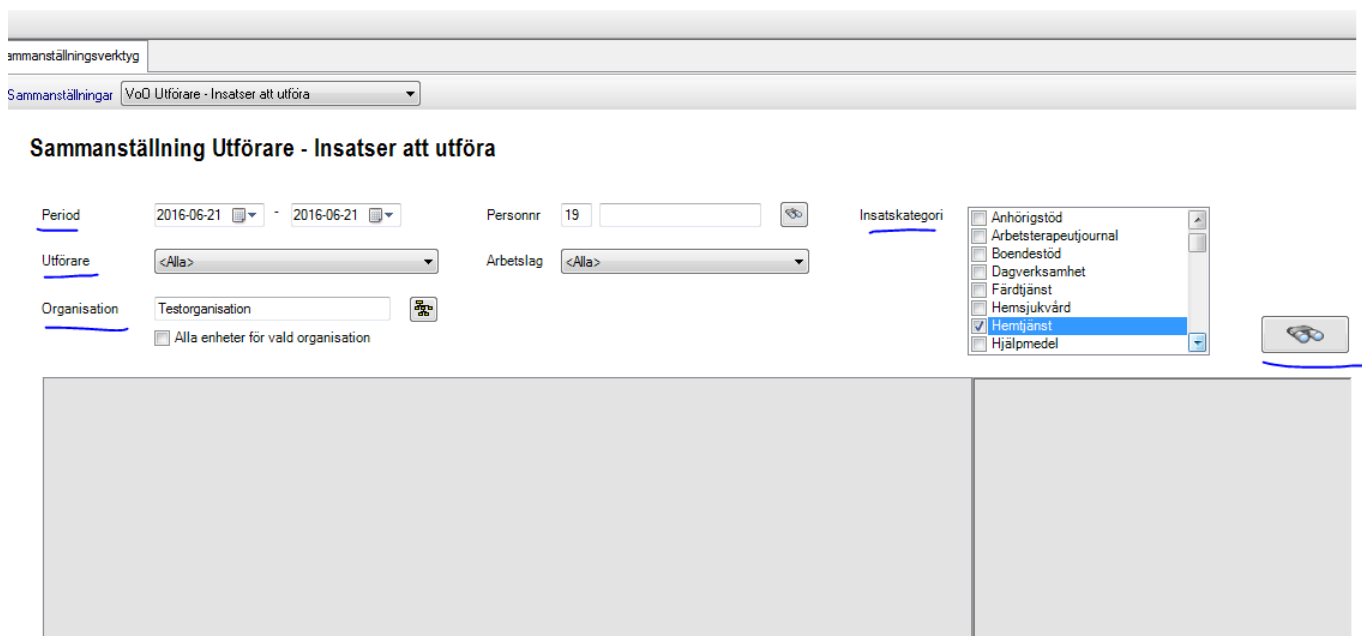 ammanställningsverktyg
Sammanställningar VoO Utförare - Insatser att utföra
Sammanställning Utförare - Insatser att utföra
Period 2016-06-21 - 2016-06-21 Personnr 19 Insatskategori
Utförare <Alla> Arbetslag <Alla>
Organisation Testorganisation
Alla enheter för vald organisation
Anhörigstöd
Arbetsterapeutjournal
Boendestöd
Dagverksamhet
Färdtjänst
Hemsjukvård
Hemtjänst
Hjälpmedel